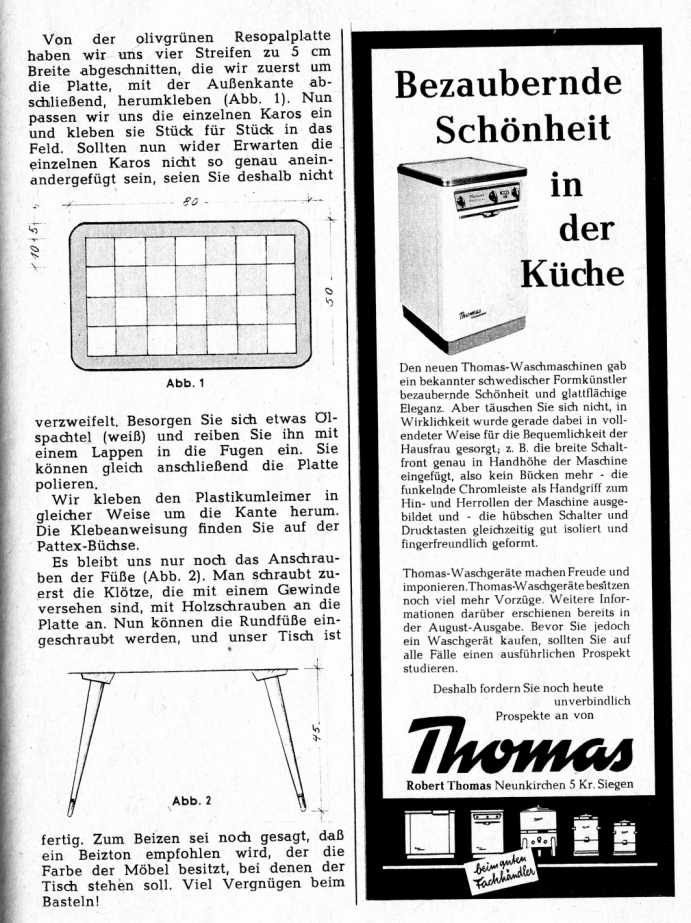 Von der olivgrünen Resopalplatte
haben wir uns vier Streifen zu 5 cm
Breite abgeschnitten, die wir zuerst um
die Platte, mit der Außenkante ab-
schließend, herumkleben (Abb. 1). Nun
passen wir uns die einzelnen Karos ein
und kleben sie Stück für Stück in das
Feld. Sollten nun wider Erwarten die
einzelnen Karos nicht so genau anein-
andergefügt sein, seien Sie deshalb nicht
80
10+5
50
Abb. 1
verzweifelt. Besorgen Sie sich etwas Öl-
spachtel (weiß) und reiben Sie ihn mit
einem Lappen in die Fugen ein. Sie
können gleich anschließend die Platte
polieren.
Wir kleben den Plastikumleimer in
gleicher Weise um die Kante herum.
Die Klebeanweisung finden Sie auf der
Pattex-Büchse.
Es bleibt uns nur noch das Anschrau-
ben der Füße (Abb. 2). Man schraubt zu-
erst die Klötze, die mit einem Gewinde
versehen sind, mit Holzschrauben an die
Platte an. Nun können die Rundfüße ein-
geschraubt werden, und unser Tisch ist
45
Abb. 2
fertig. Zum Beizen sei noch gesagt, daß
ein Beizton empfohlen wird, der die
Farbe der Möbel besitzt, bei denen der
Tisch stehen soll. Viel Vergnügen beim
Basteln!
Bezaubernde
Schönheit
in
der
Küche
Thomas
Den neuen Thomas-Waschmaschinen gab
ein bekannter schwedischer Formkünstler
bezaubernde Schönheit und glattflächige
Eleganz. Aber täuschen Sie sich nicht, in
Wirklichkeit wurde gerade dabei in voll-
endeter Weise für die Bequemlichkeit der
Hausfrau gesorgt; z. B. die breite Schalt-
front genau in Handhöhe der Maschine
eingefügt, also kein Bücken mehr - die
funkelnde Chromleiste als Handgriff zum
Hin- und Herrollen der Maschine ausge-
bildet und - die hübschen Schalter und
Drucktasten gleichzeitig gut isoliert und
fingerfreundlich geformt.
Thomas-Waschgeräte machen Freude und
imponieren. Thomas-Waschgeräte besitzen
noch viel mehr Vorzüge. Weitere Infor-
mationen darüber erschienen bereits in
der August-Ausgabe. Bevor Sie jedoch
ein Waschgerät kaufen, sollten Sie auf
alle Fälle einen ausführlichen Prospekt
studieren.
Deshalb fordern Sie noch heute
unverbindlich
Prospekte an von
Thomas
Robert Thomas Neunkirchen 5 Kr. Siegen
beim guten
Fachhändler